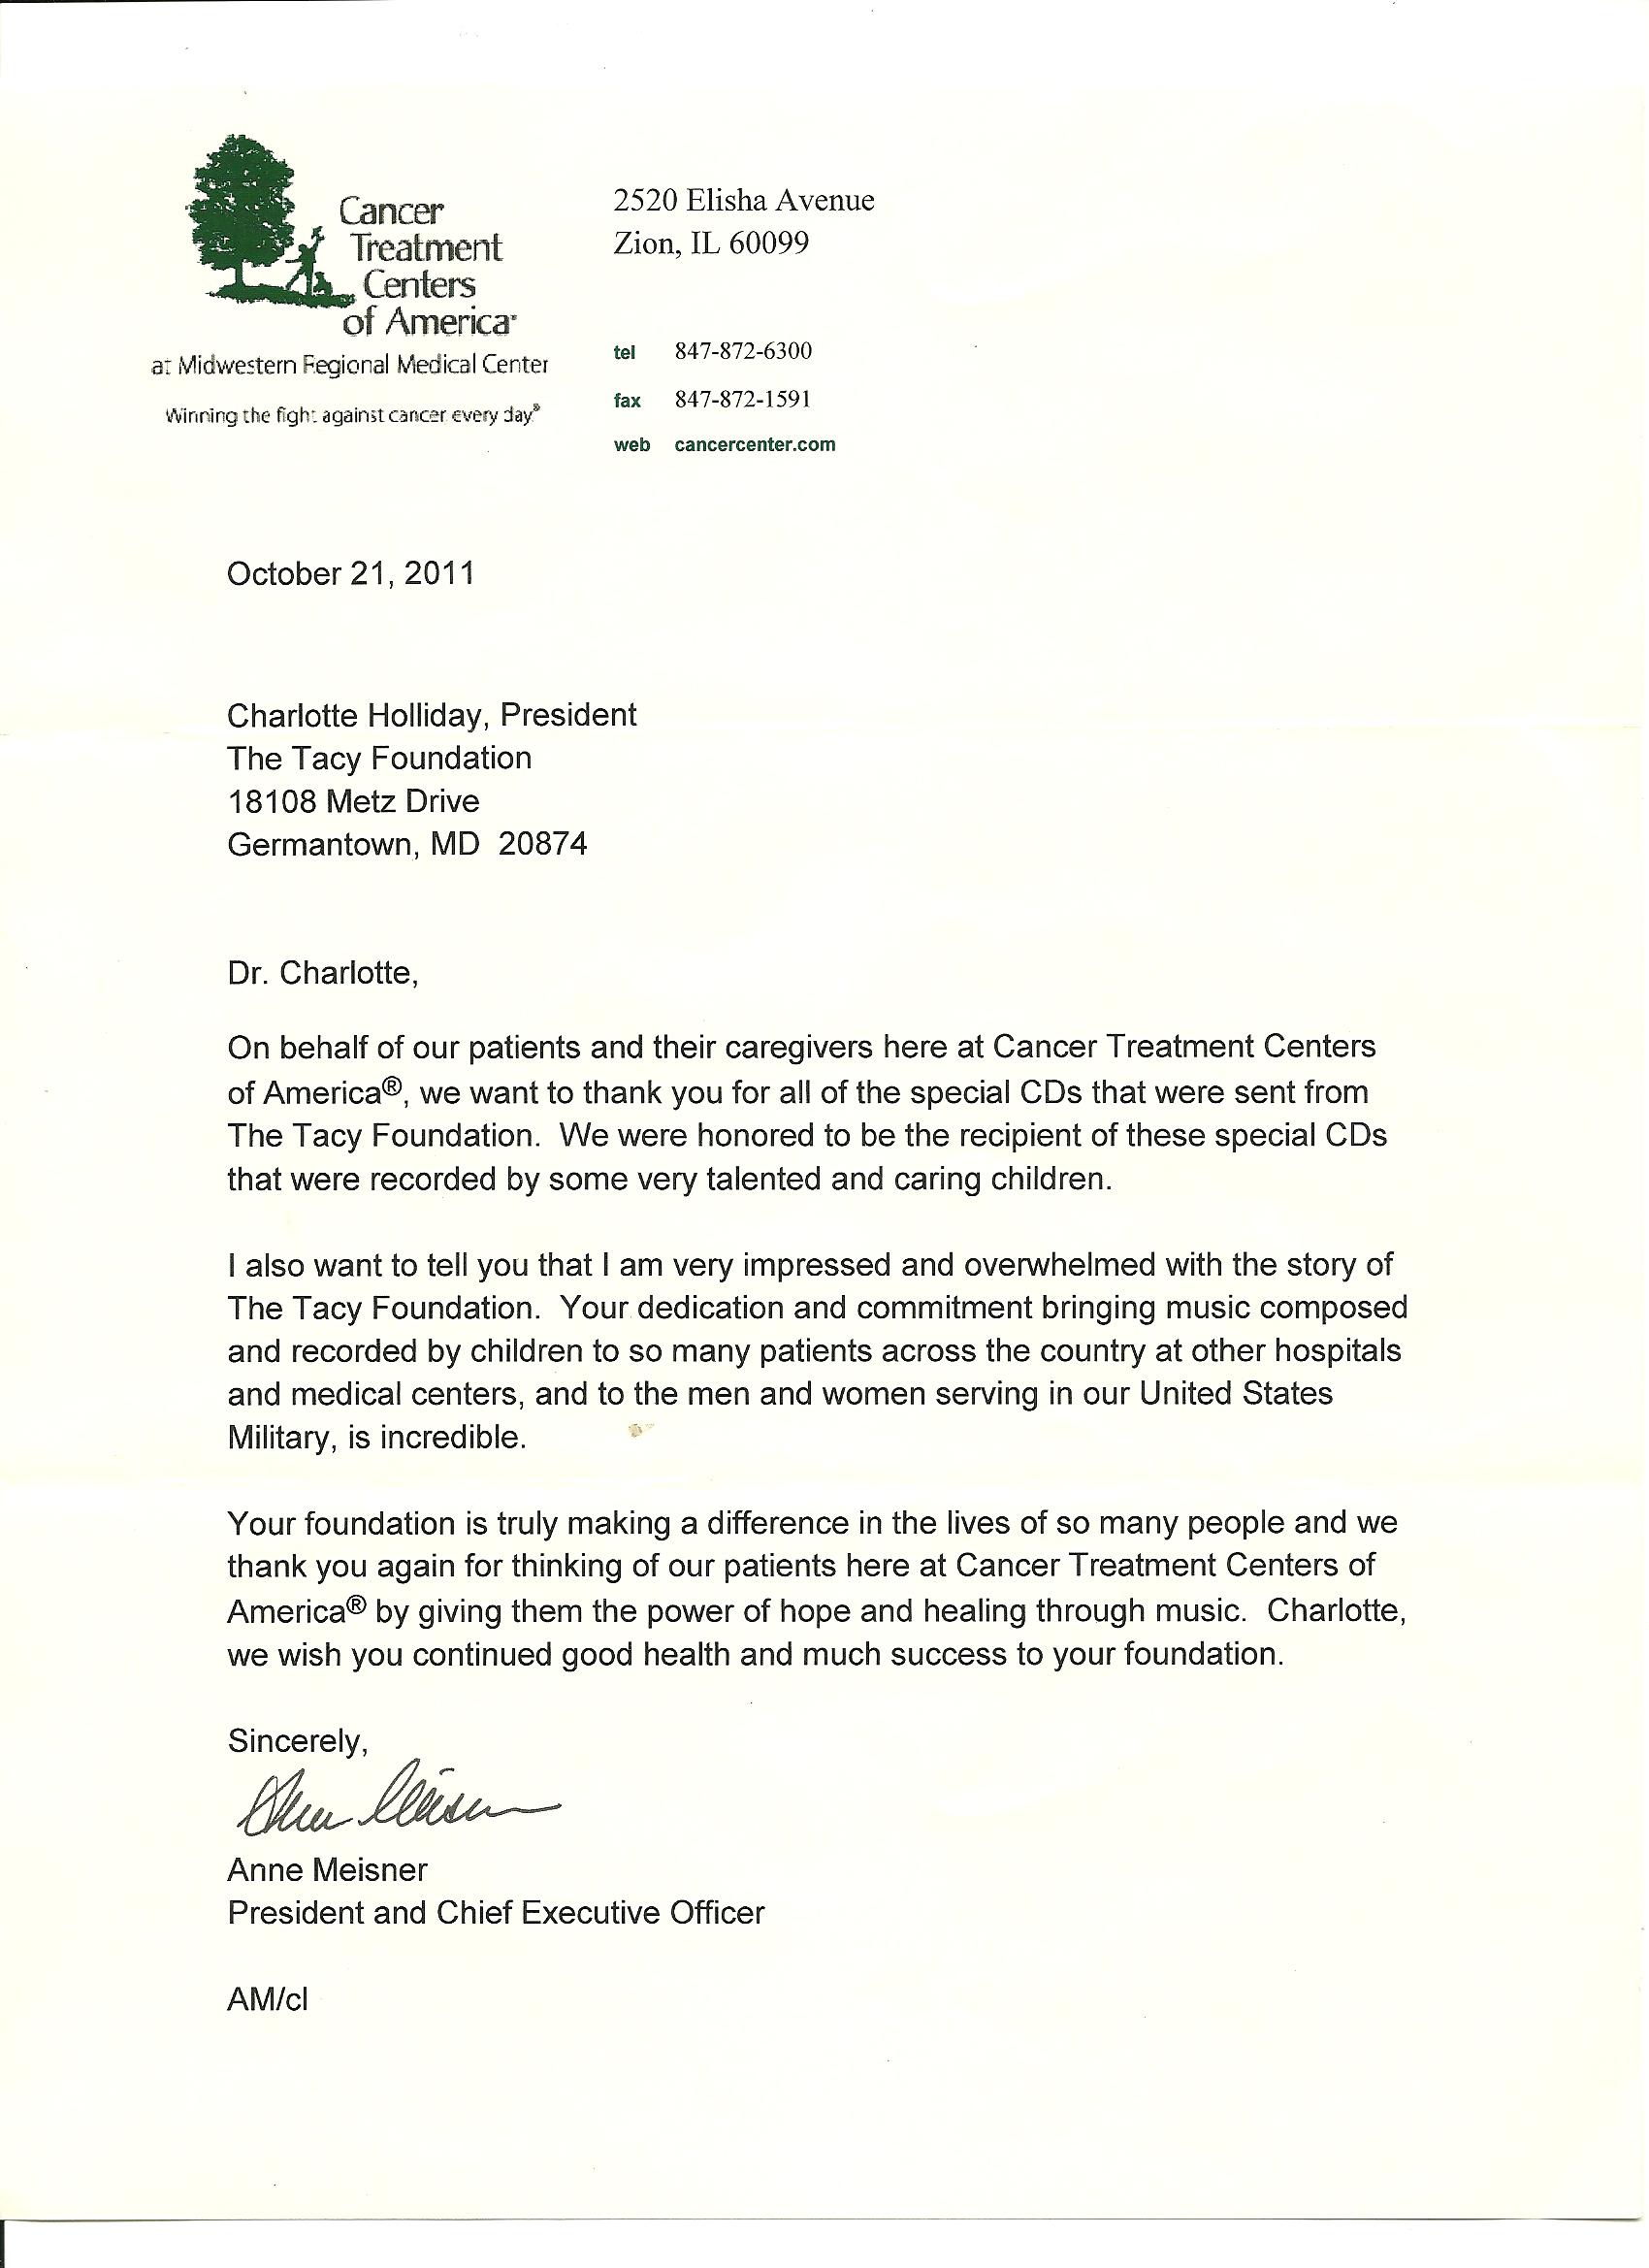 Cancer
Treatment
Centers
of America
at Midwestern Regional Medical Center
Winning the fight against cancer every day®
2520 Elisha Avenue
Zion, IL 60099
tel 847-872-6300
fax 847-872-1591
web cancercenter.com
October 21, 2011
Charlotte Holliday, President
The Tacy Foundation
18108 Metz Drive
Germantown, MD  20874
Dr. Charlotte,
On behalf of our patients and their caregivers here at Cancer Treatment Centers
of America®, we want to thank you for all of the special CDs that were sent from
The Tacy Foundation.  We were honored to be the recipient of these special CDs
that were recorded by some very talented and caring children.
I also want to tell you that I am very impressed and overwhelmed with the story of
The Tacy Foundation.  Your dedication and commitment bringing music composed
and recorded by children to so many patients across the country at other hospitals
and medical centers, and to the men and women serving in our United States
Military, is incredible.
Your foundation is truly making a difference in the lives of so many people and we
thank you again for thinking of our patients here at Cancer Treatment Centers of
America® by giving them the power of hope and healing through music.  Charlotte,
we wish you continued good health and much success to your foundation.
Sincerely,
Anne Meisner
Anne Meisner
President and Chief Executive Officer
AM/cl